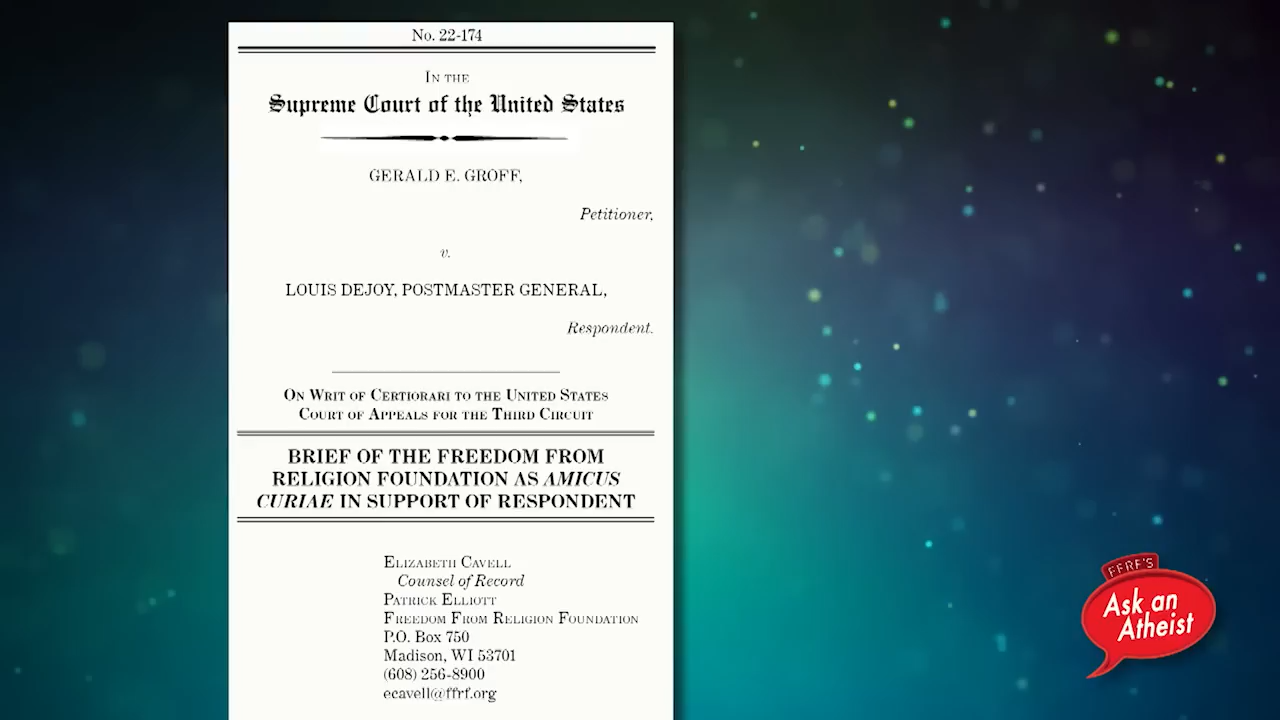 No. 22-174
IN THE
Supreme Court of the United States
GERALD E. GROFF,
Petitioner,
v.
LOUIS DEJOY, POSTMASTER GENERAL,
Respondent.
ON WRIT OF CERTIORARI TO THE UNITED STATES
COURT OF APPEALS FOR THE THIRD CIRCUIT
BRIEF OF THE FREEDOM FROM
RELIGION FOUNDATION AS AMICUS
CURIAE IN SUPPORT OF RESPONDENT
ELIZABETH CAVELL
Counsel of Record
PATRICK ELLIOTT
FREEDOM FROM RELIGION FOUNDATION
P.O. Box 750
Madison, WI 53701
(608) 256-8900
ecavell@ffrf.org
FFRF'S
Ask an
Atheist